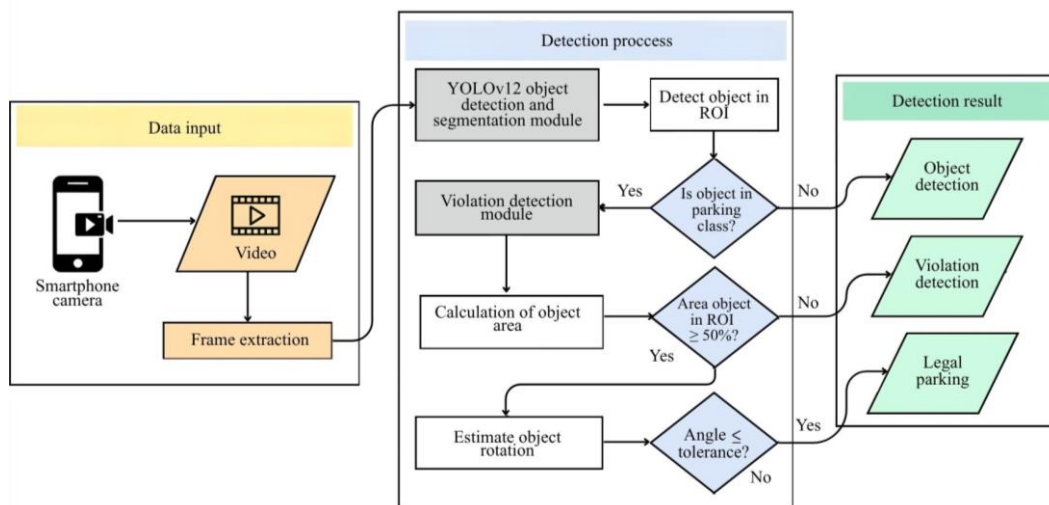 Data input
Smartphone
camera
Video
Frame extraction
Detection proccess
YOLOv12 object
detection and
segmentation module
Detect object in
ROI
Is object in
parking
class?
Yes
No
Violation detection
module
Calculation of object
area
Area object
in ROI
≥ 50%?
No
Yes
Estimate object
rotation
Angle ≤
tolerance?
Yes
No
Detection result
Object
detection
Violation
detection
Legal
parking